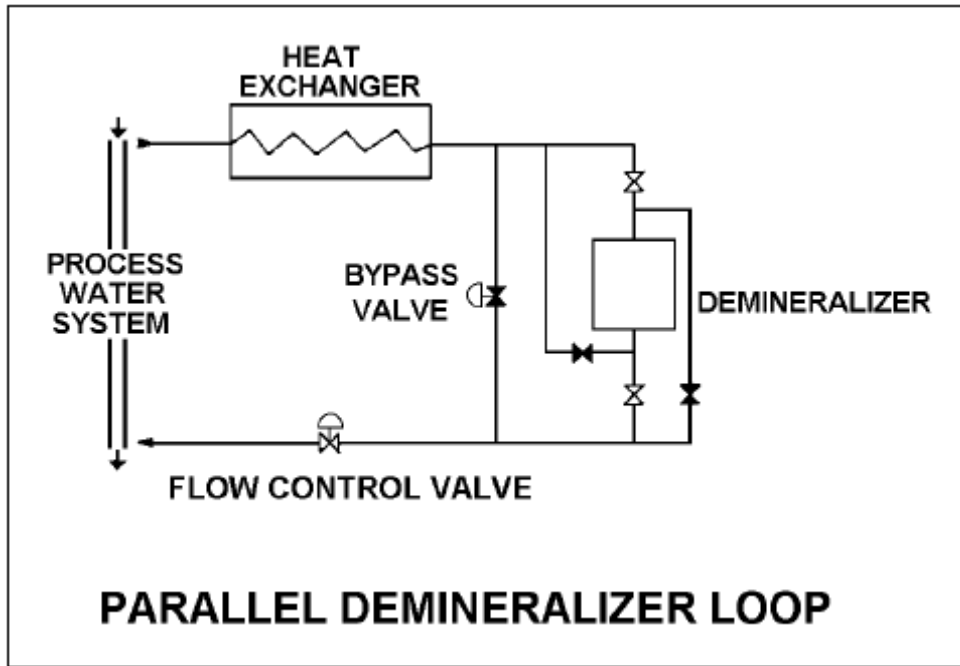 HEAT
EXCHANGER
PROCESS
WATER
SYSTEM
BYPASS
VALVE
DEMINERALIZER
FLOW CONTROL VALVE
PARALLEL DEMINERALIZER LOOP